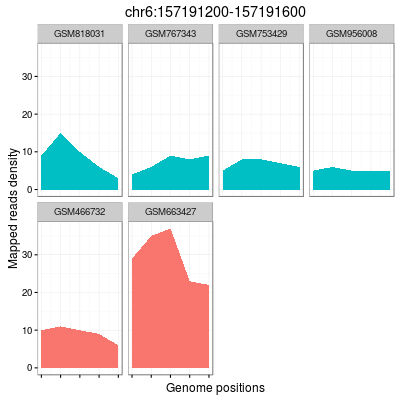 chr6:157191200-157191600
GSM818031 GSM767343 GSM753429 GSM956008
30
20
10
0
Mapped reads density
GSM466732 GSM663427
30
20
10
0
Genome positions